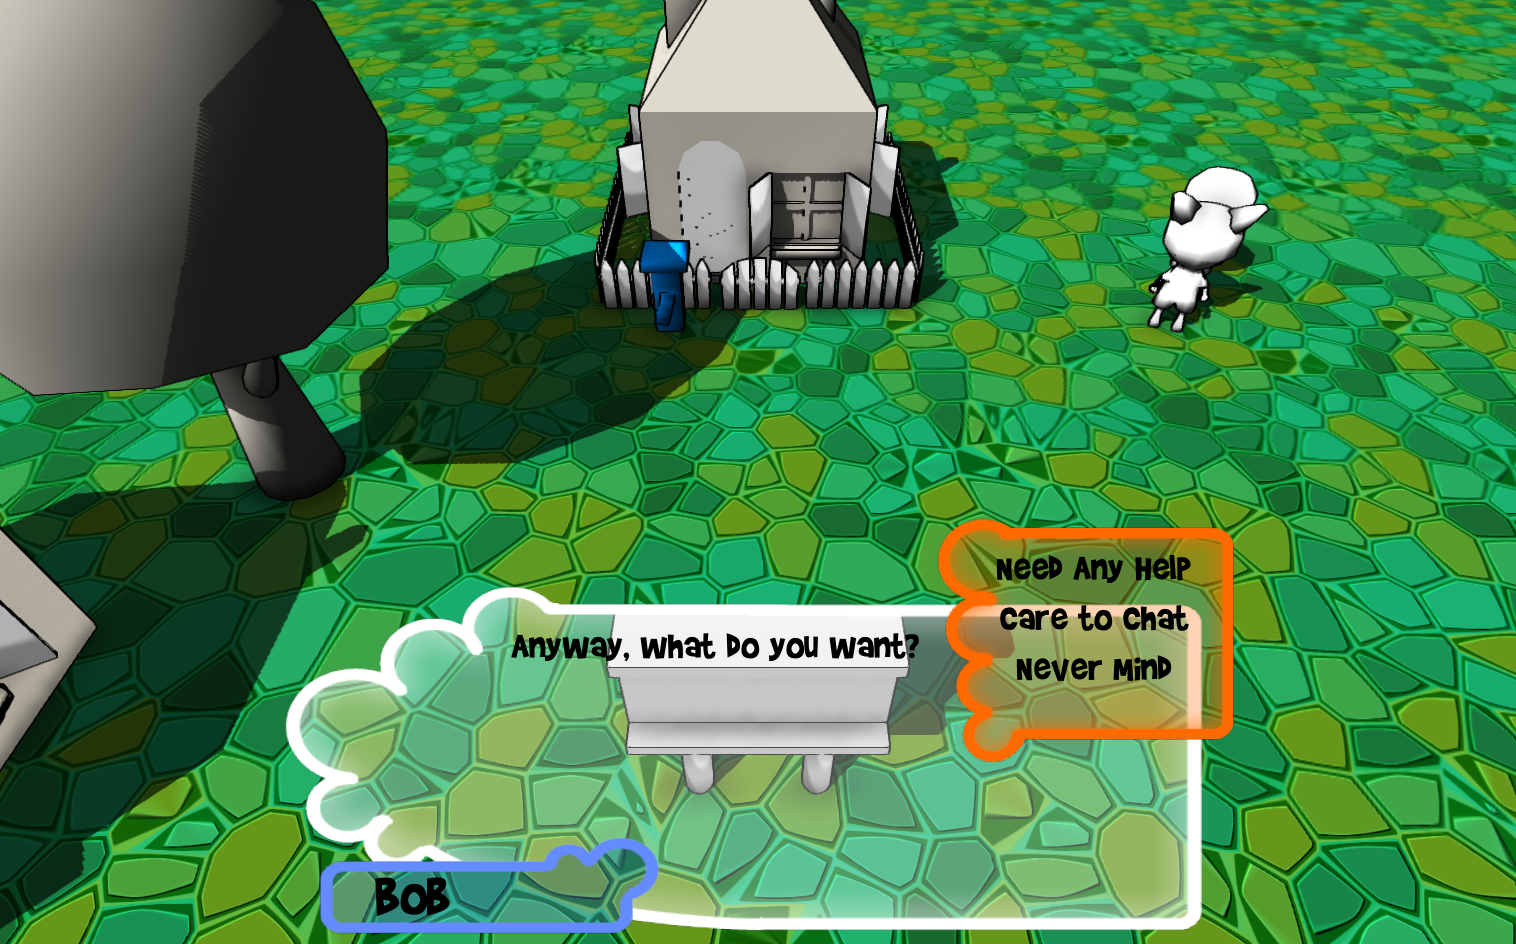 Anyway, what do you want?
Need Any Help
Care to Chat
Never Mind
Bob